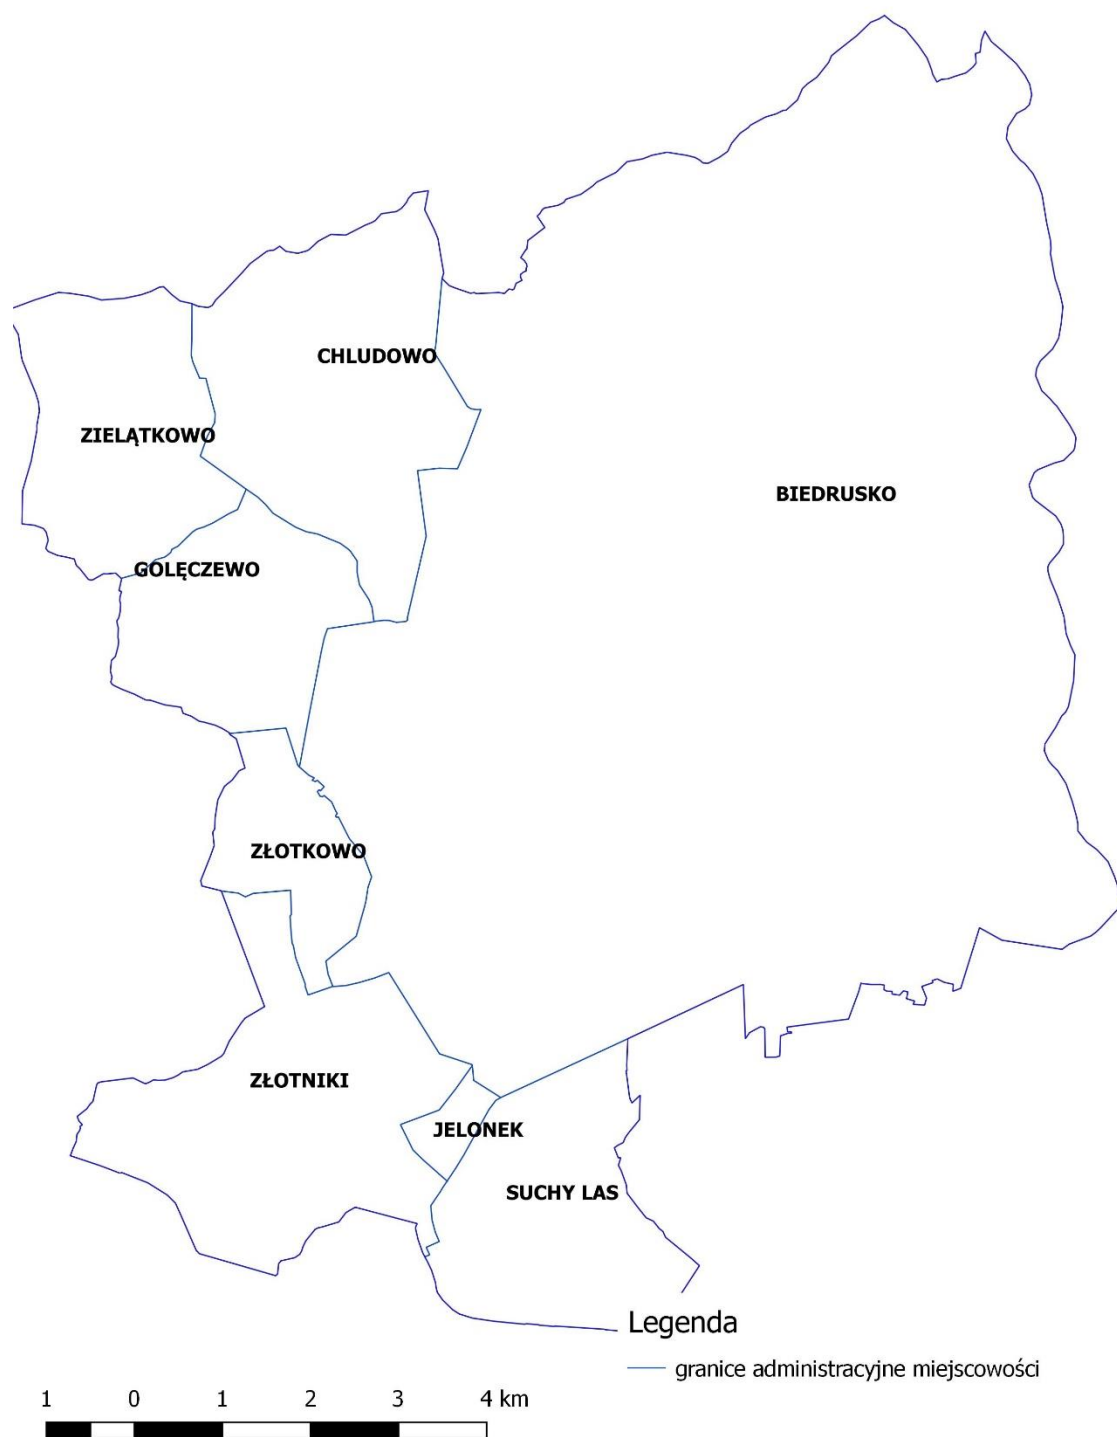 CHLUDOWO
ZIELĄTKOWO
BIEDRUSKO
GOLĘCZEWO
ZŁOTKOWO
ZŁOTNIKI
JELONEK
SUCHY LAS
Legenda
granice administracyjne miejscowości
1 0 1 2 3 4 km